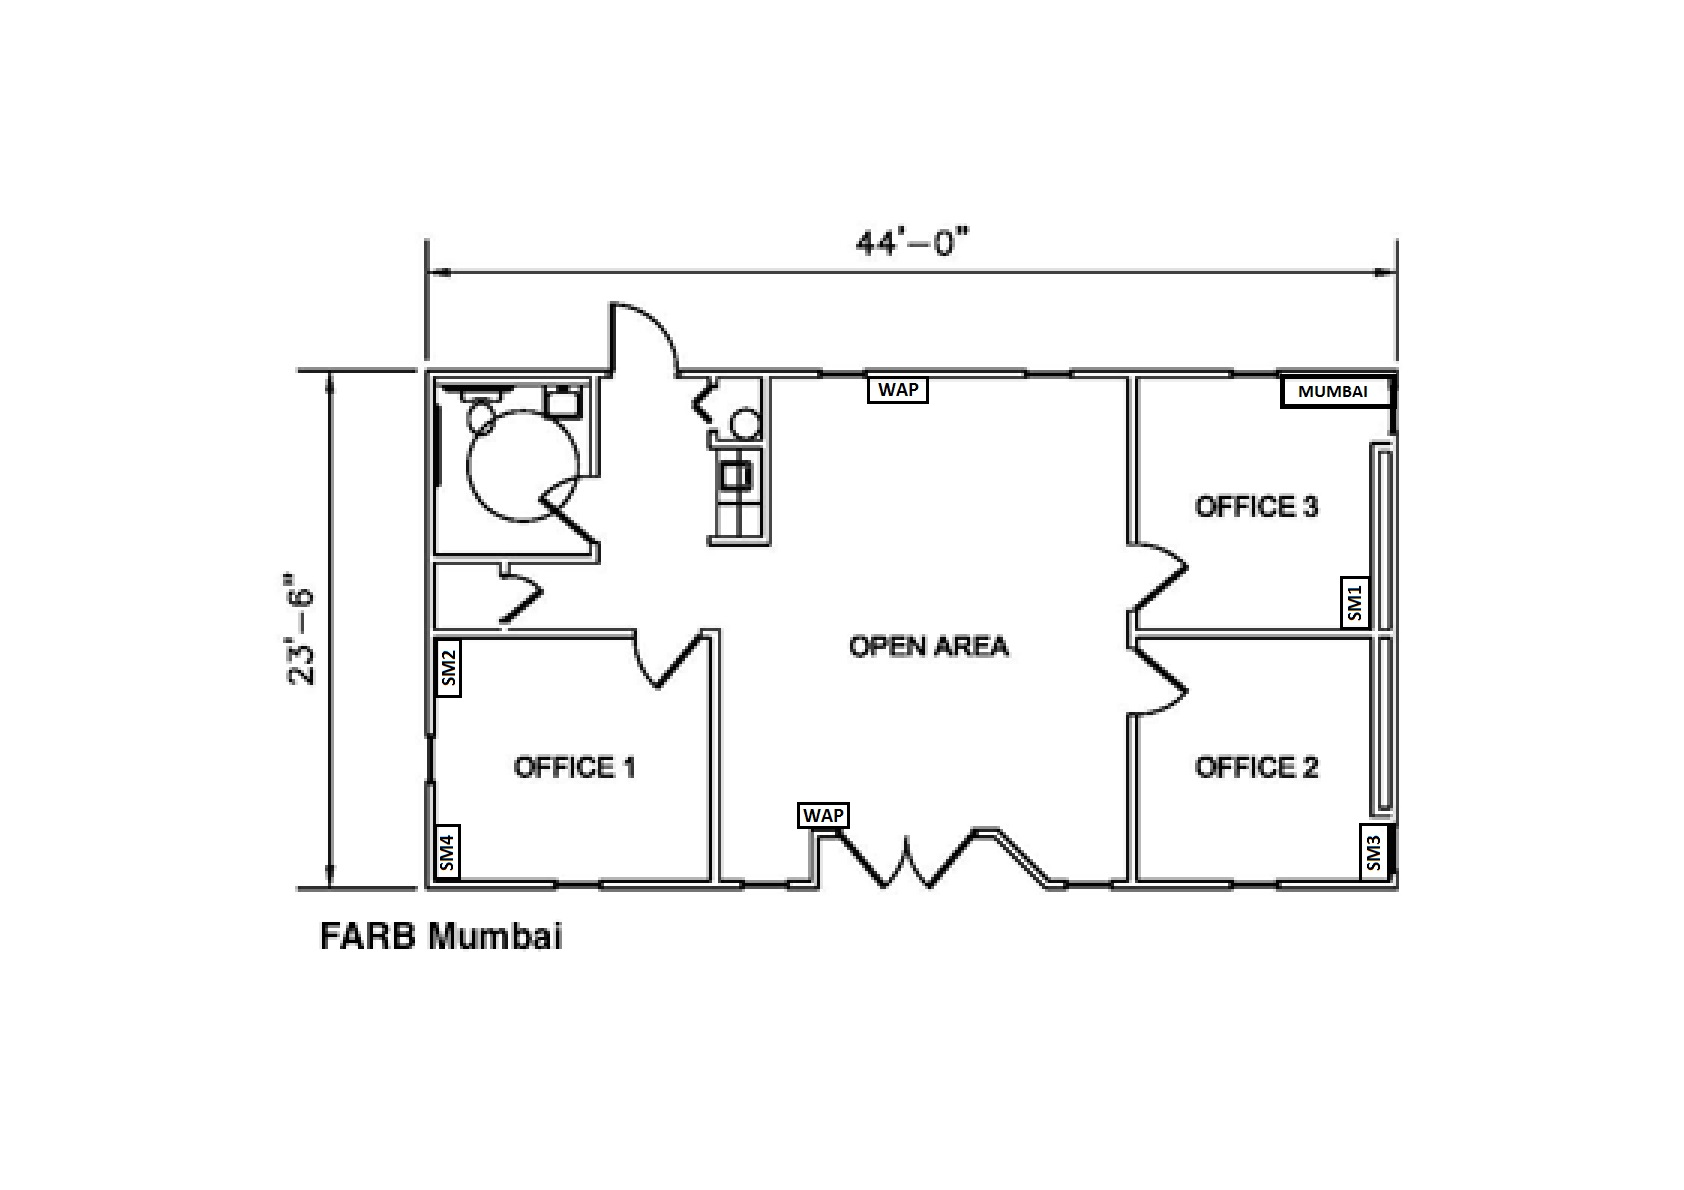 44'-0"
WAP
MUMBAI
OFFICE 3
SM1
23'-6"
OPEN AREA
SM2
OFFICE 1
OFFICE 2
WAP
SM4
SM3
FARB Mumbai